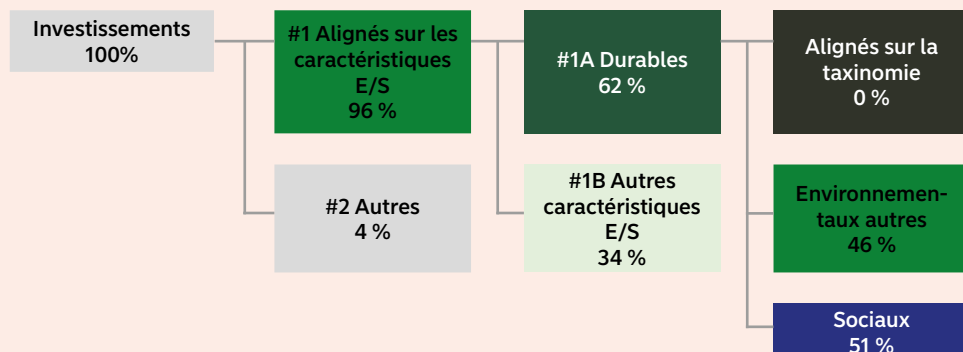 Investissements
100%
#1 Alignés sur les
caractéristiques
E/S
96 %
#1A Durables
62 %
Alignés sur la
taxinomie
0 %
#2 Autres
4 %
#1B Autres
caractéristiques
E/S
34 %
Environnemen-
taux autres
46 %
Sociaux
51 %